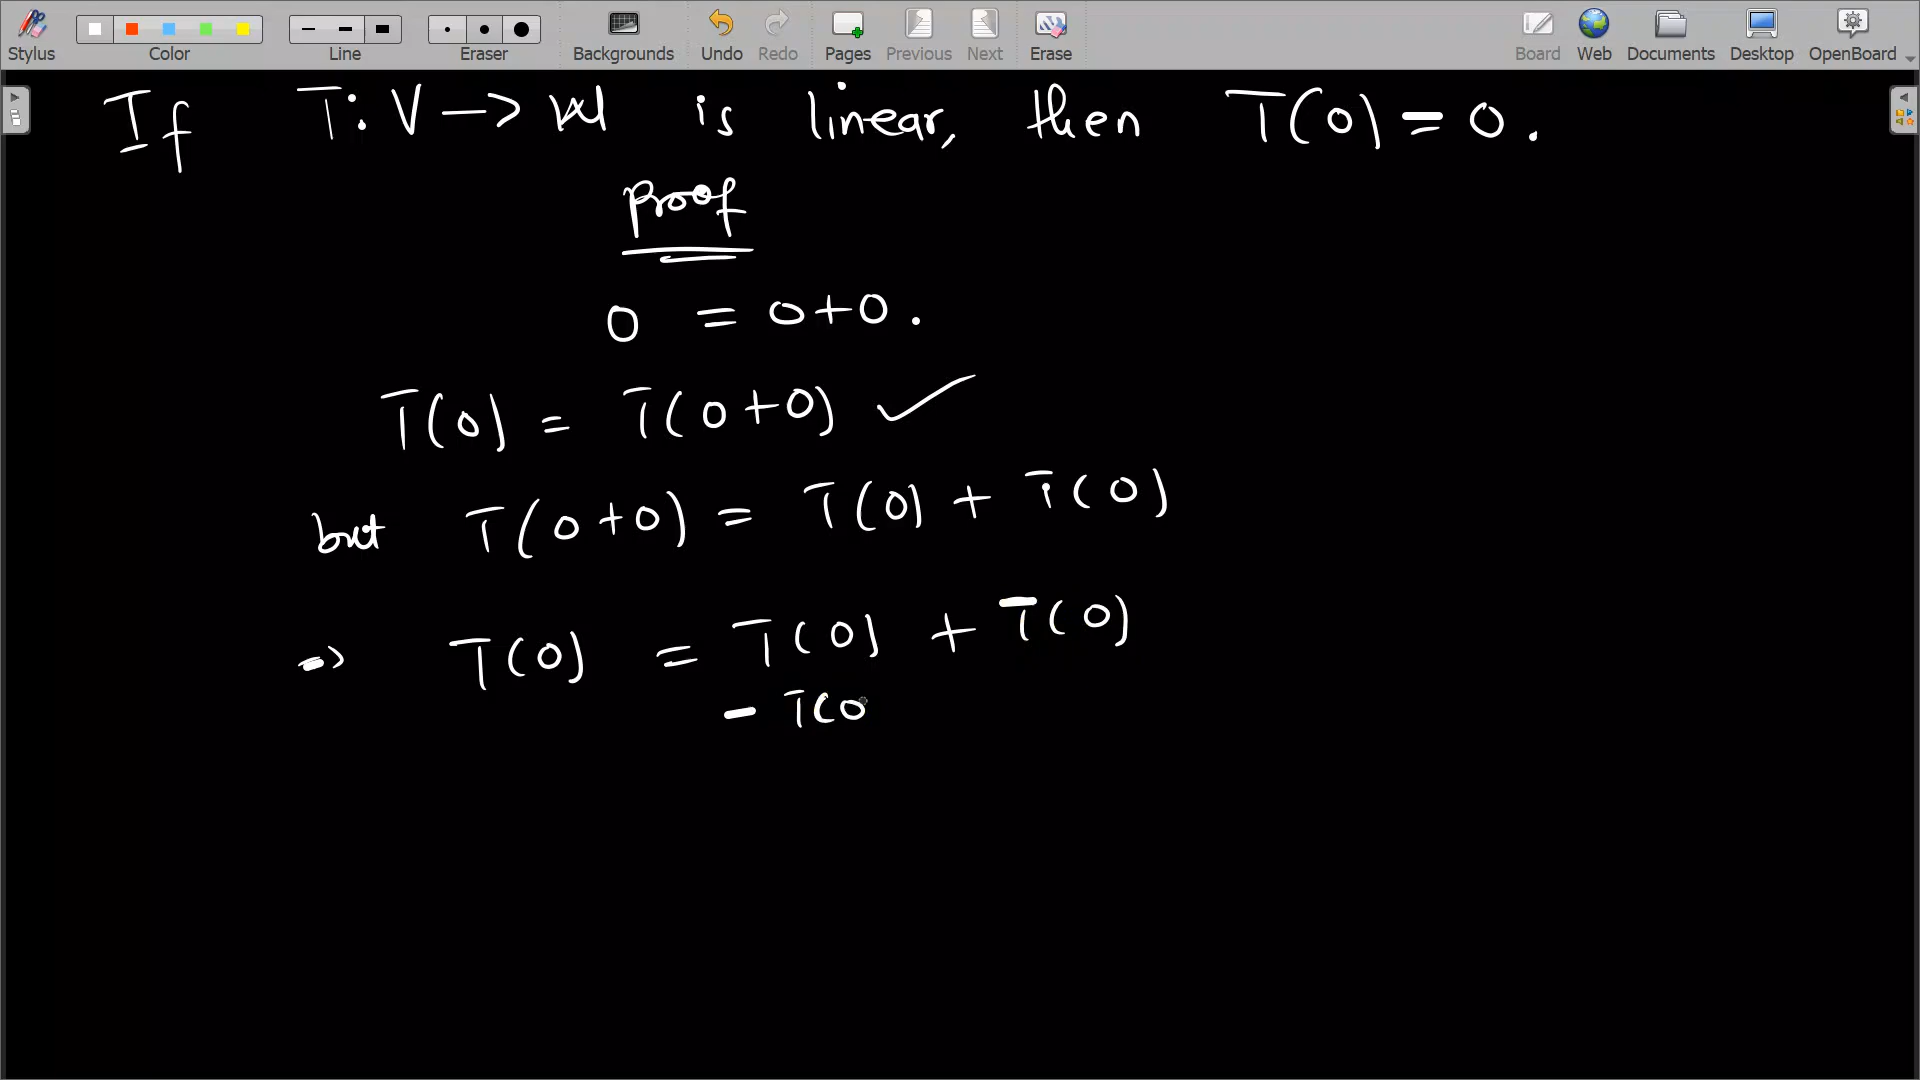 Stylus Color Line Eraser Backgrounds Undo Redo Pages Previous Next Erase Board Web Documents Desktop OpenBoard
If T: V -> W is linear, then T(0) = 0.
Proof
0 = 0+0.
T(0) = T(0+0) ✓
but T(0+0) = T(0) + T(0)
=> T(0) = T(0) + T(0)
- T(0